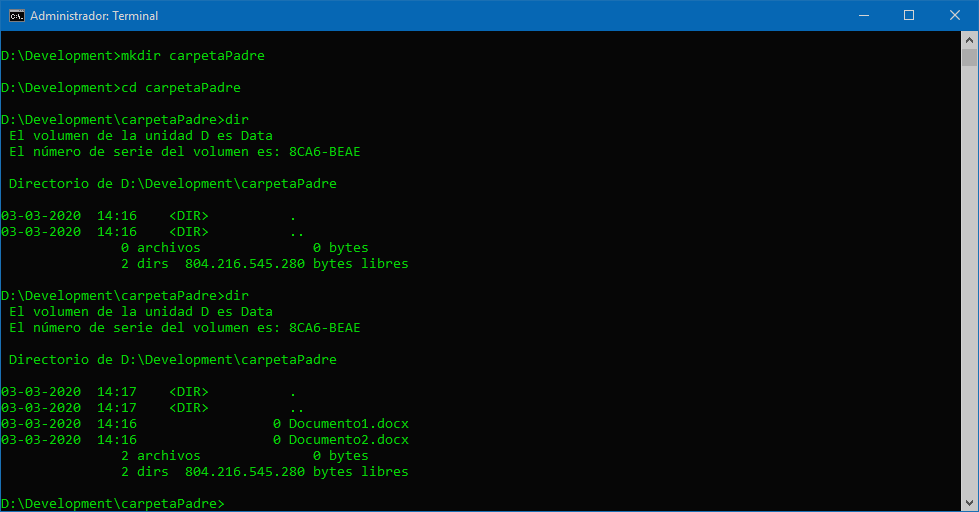 Administrador: Terminal
D:\Development>mkdir carpetaPadre
D:\Development>cd carpetaPadre
D:\Development\carpetaPadre>dir
 El volumen de la unidad D es Data
 El número de serie del volumen es: 8CA6-BEAE
 Directorio de D:\Development\carpetaPadre
03-03-2020  14:16    <DIR>          .
03-03-2020  14:16    <DIR>          ..
               0 archivos              0 bytes
               2 dirs  804.216.545.280 bytes libres
D:\Development\carpetaPadre>dir
 El volumen de la unidad D es Data
 El número de serie del volumen es: 8CA6-BEAE
 Directorio de D:\Development\carpetaPadre
03-03-2020  14:17    <DIR>          .
03-03-2020  14:17    <DIR>          ..
03-03-2020  14:16                 0 Documento1.docx
03-03-2020  14:16                 0 Documento2.docx
               2 archivos              0 bytes
               2 dirs  804.216.545.280 bytes libres
D:\Development\carpetaPadre>